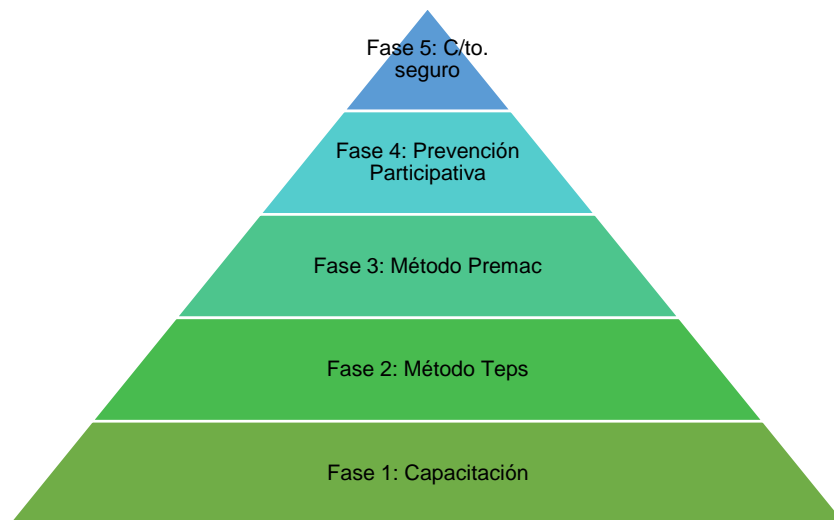 Fase 5: C/to.
seguro
Fase 4: Prevención
Participativa
Fase 3: Método Premac
Fase 2: Método Teps
Fase 1: Capacitación